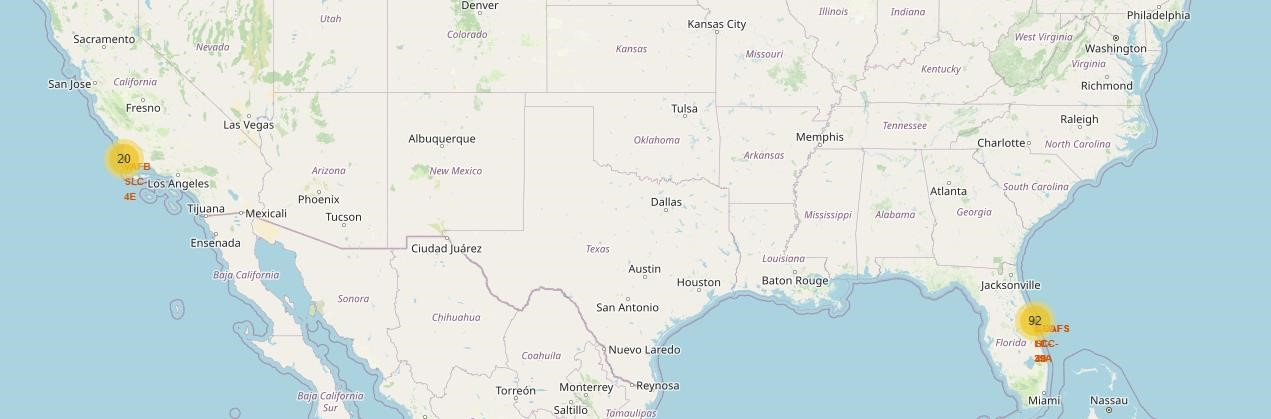 Denver
Utah
Colorado
Illinois
Indiana
Philadelphia
Kansas City
Sacramento
Nevada
Kansas
Missouri
West Virginia
Washington
San Jose
California
Kentucky
Virginia
Richmond
Fresno
Las Vegas
Tulsa
Albuquerque
Oklahoma
Memphis
Tennessee
Raleigh
Charlotte
North Carolina
20
Arizona
New Mexico
Arkansas
SLC-
Los Angeles
4E
Phoenix
Tucson
Dallas
Atlanta
South Carolina
Tijuana
Mexicali
Mississippi
Alabama
Georgia
Ensenada
Ciudad Juárez
Texas
Louisiana
Baja California
Austin
Houston
Baton Rouge
Jacksonville
Sonora
San Antonio
Chihuahua
92
Florida
Nuevo Laredo
Coahuila
Torreón
Monterrey
Reynosa
Baja California
Sur
Saltillo
Tamaulipas
Miami
Nassau